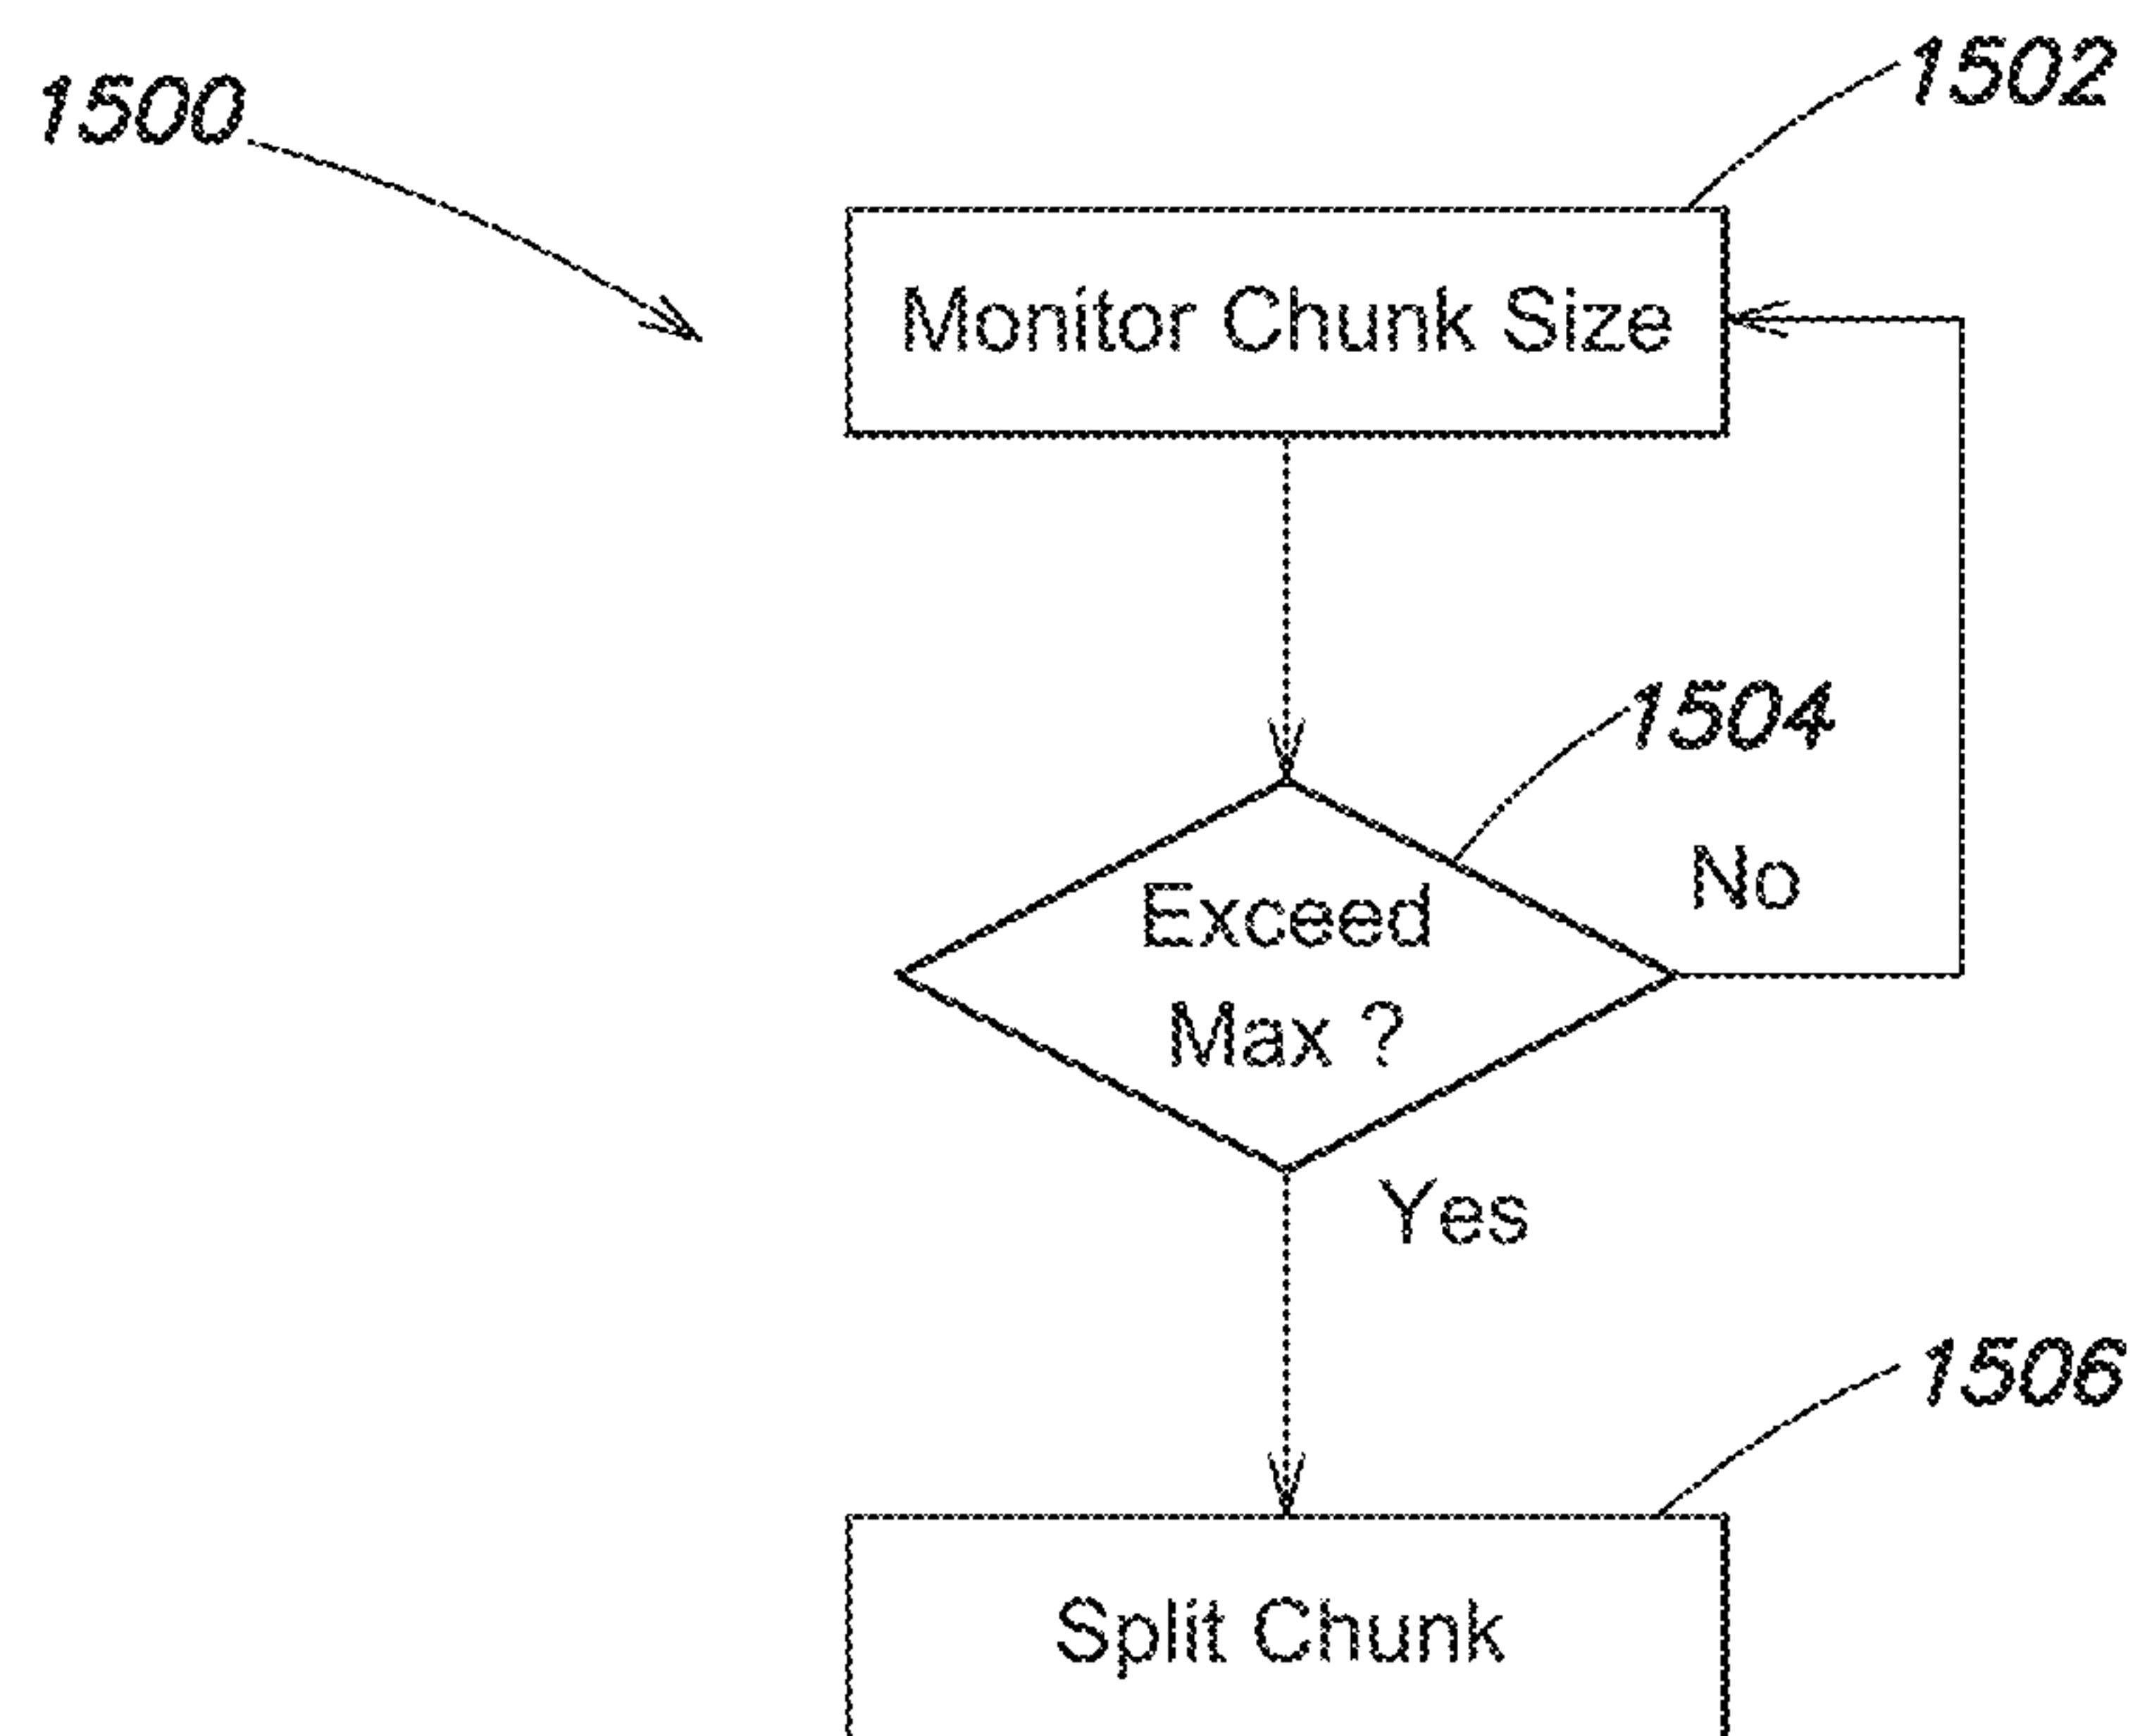 1500
1502
Monitor Chunk Size
1504
No
Exceed
Max ?
Yes
1506
Split Chunk